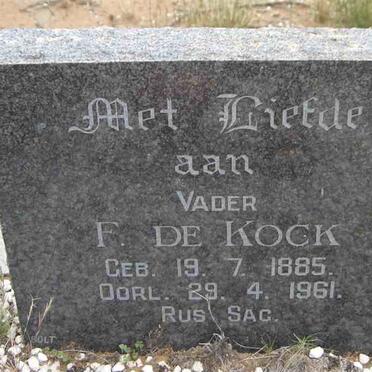 Met Liefde
aan
VADER
F. DE KOCK
GEB. 19. 7. 1885.
OORL. 29. 4. 1961.
RUS SAG.